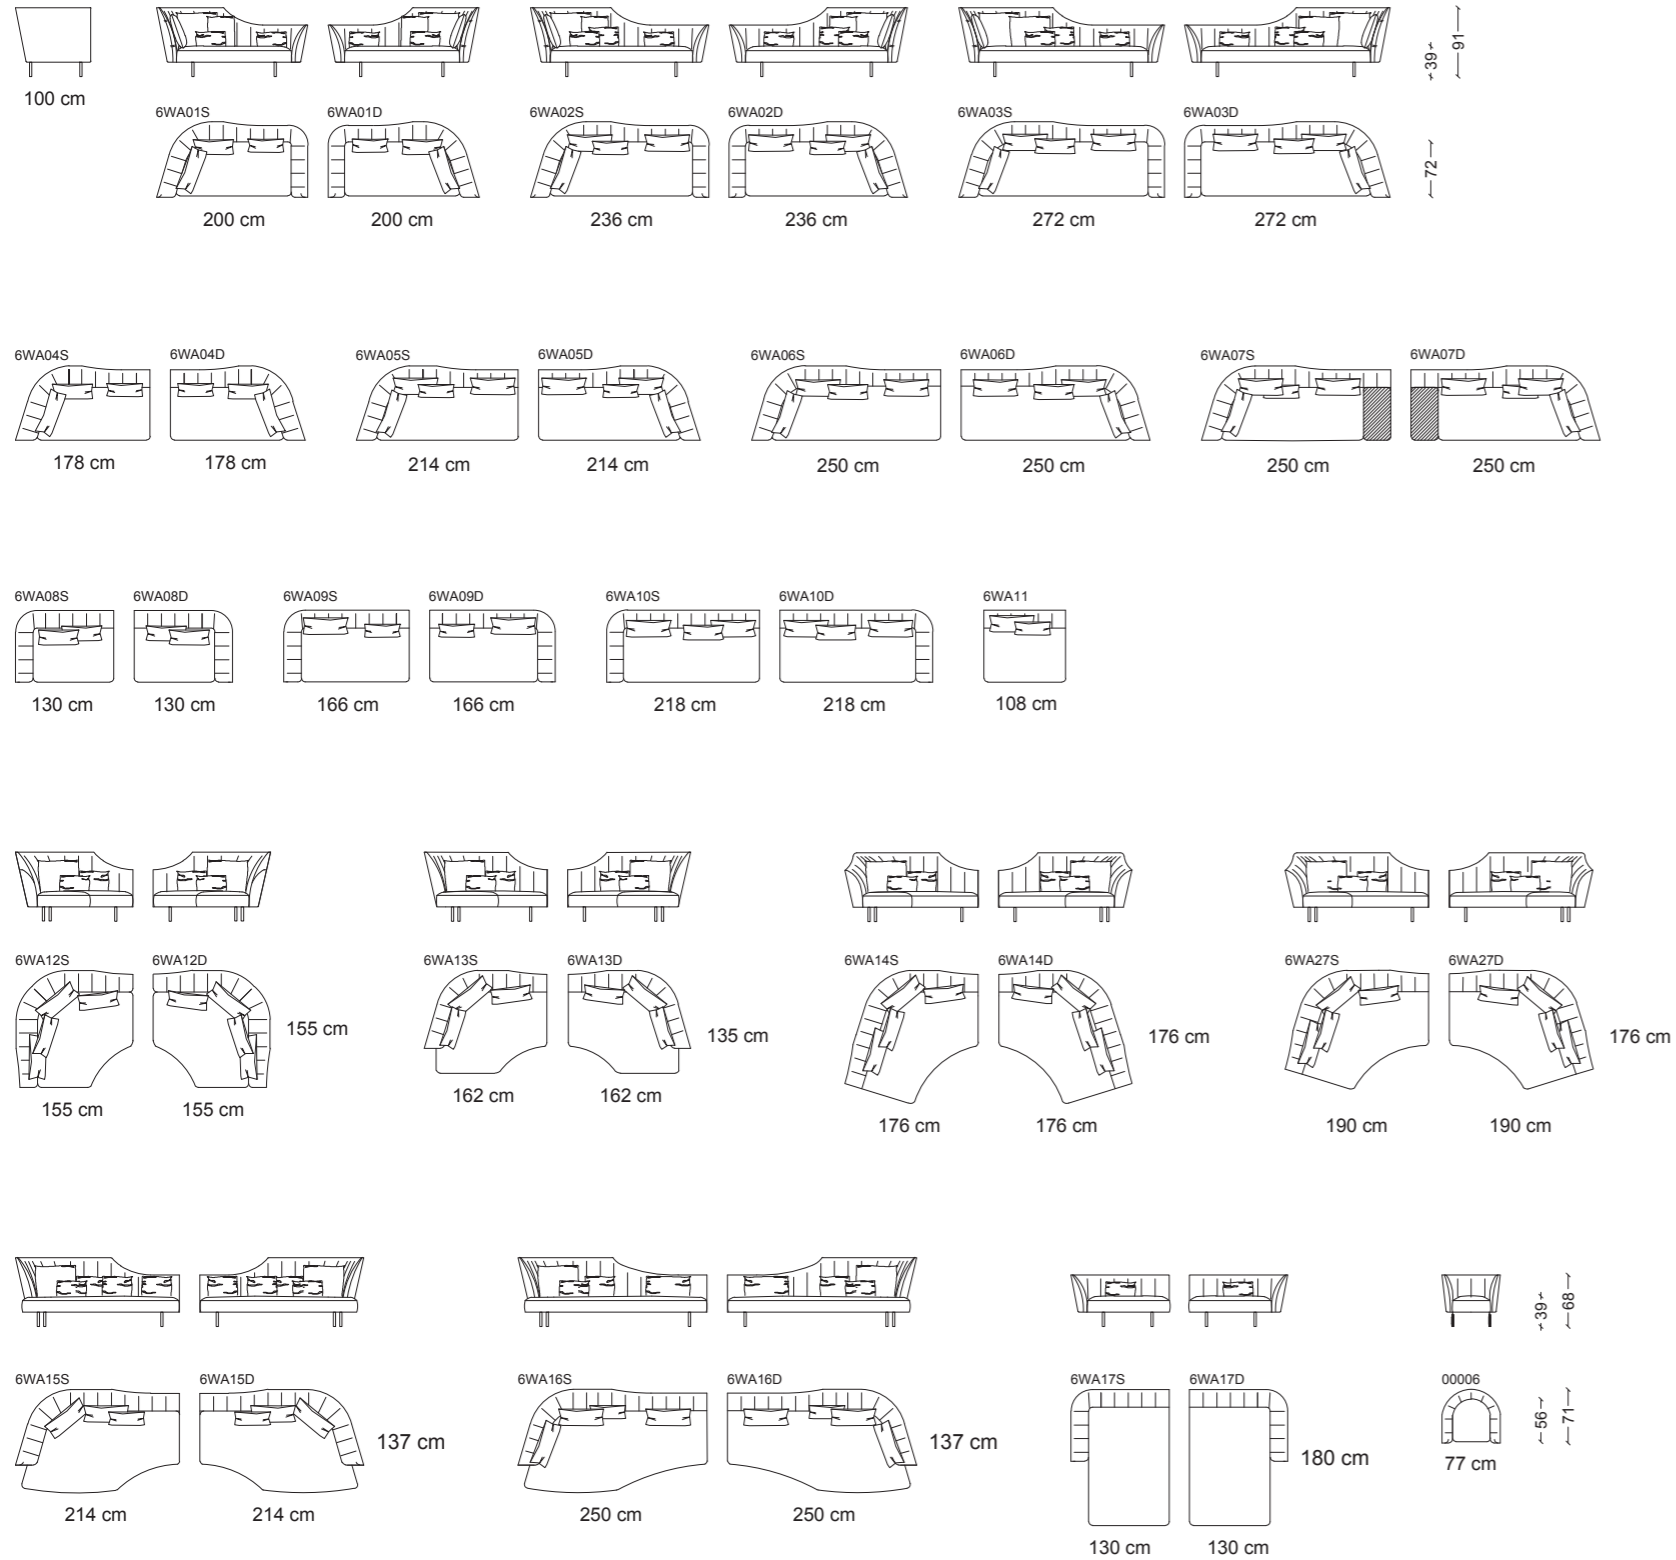 100 cm
39
91
6WA01S 6WA01D 6WA02S 6WA02D 6WA03S 6WA03D
72
200 cm 200 cm 236 cm 236 cm 272 cm 272 cm
6WA04S 6WA04D 6WA05S 6WA05D 6WA06S 6WA06D 6WA07S 6WA07D
178 cm 178 cm 214 cm 214 cm 250 cm 250 cm 250 cm 250 cm
6WA08S 6WA08D 6WA09S 6WA09D 6WA10S 6WA10D 6WA11
130 cm 130 cm 166 cm 166 cm 218 cm 218 cm 108 cm
6WA12S 6WA12D 6WA13S 6WA13D 6WA14S 6WA14D 6WA27S 6WA27D
155 cm 135 cm 176 cm 176 cm
155 cm 155 cm 162 cm 162 cm 176 cm 176 cm 190 cm 190 cm
39
68
6WA15S 6WA15D 6WA16S 6WA16D 6WA17S 6WA17D 00006
56
71
137 cm 137 cm 180 cm 77 cm
214 cm 214 cm 250 cm 250 cm 130 cm 130 cm